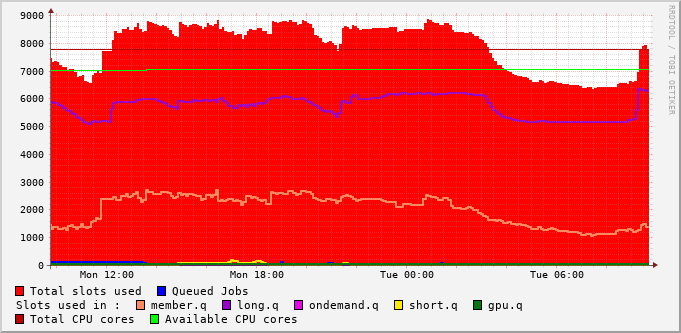 RRDTOOL / TOBI OETIKER
9000
8000
7000
6000
5000
4000
3000
2000
1000
0
Mon 12:00 Mon 18:00 Tue 00:00 Tue 06:00
Total slots used Queued Jobs
Slots used in : member.q long.q ondemand.q short.q gpu.q
Total CPU cores Available CPU cores